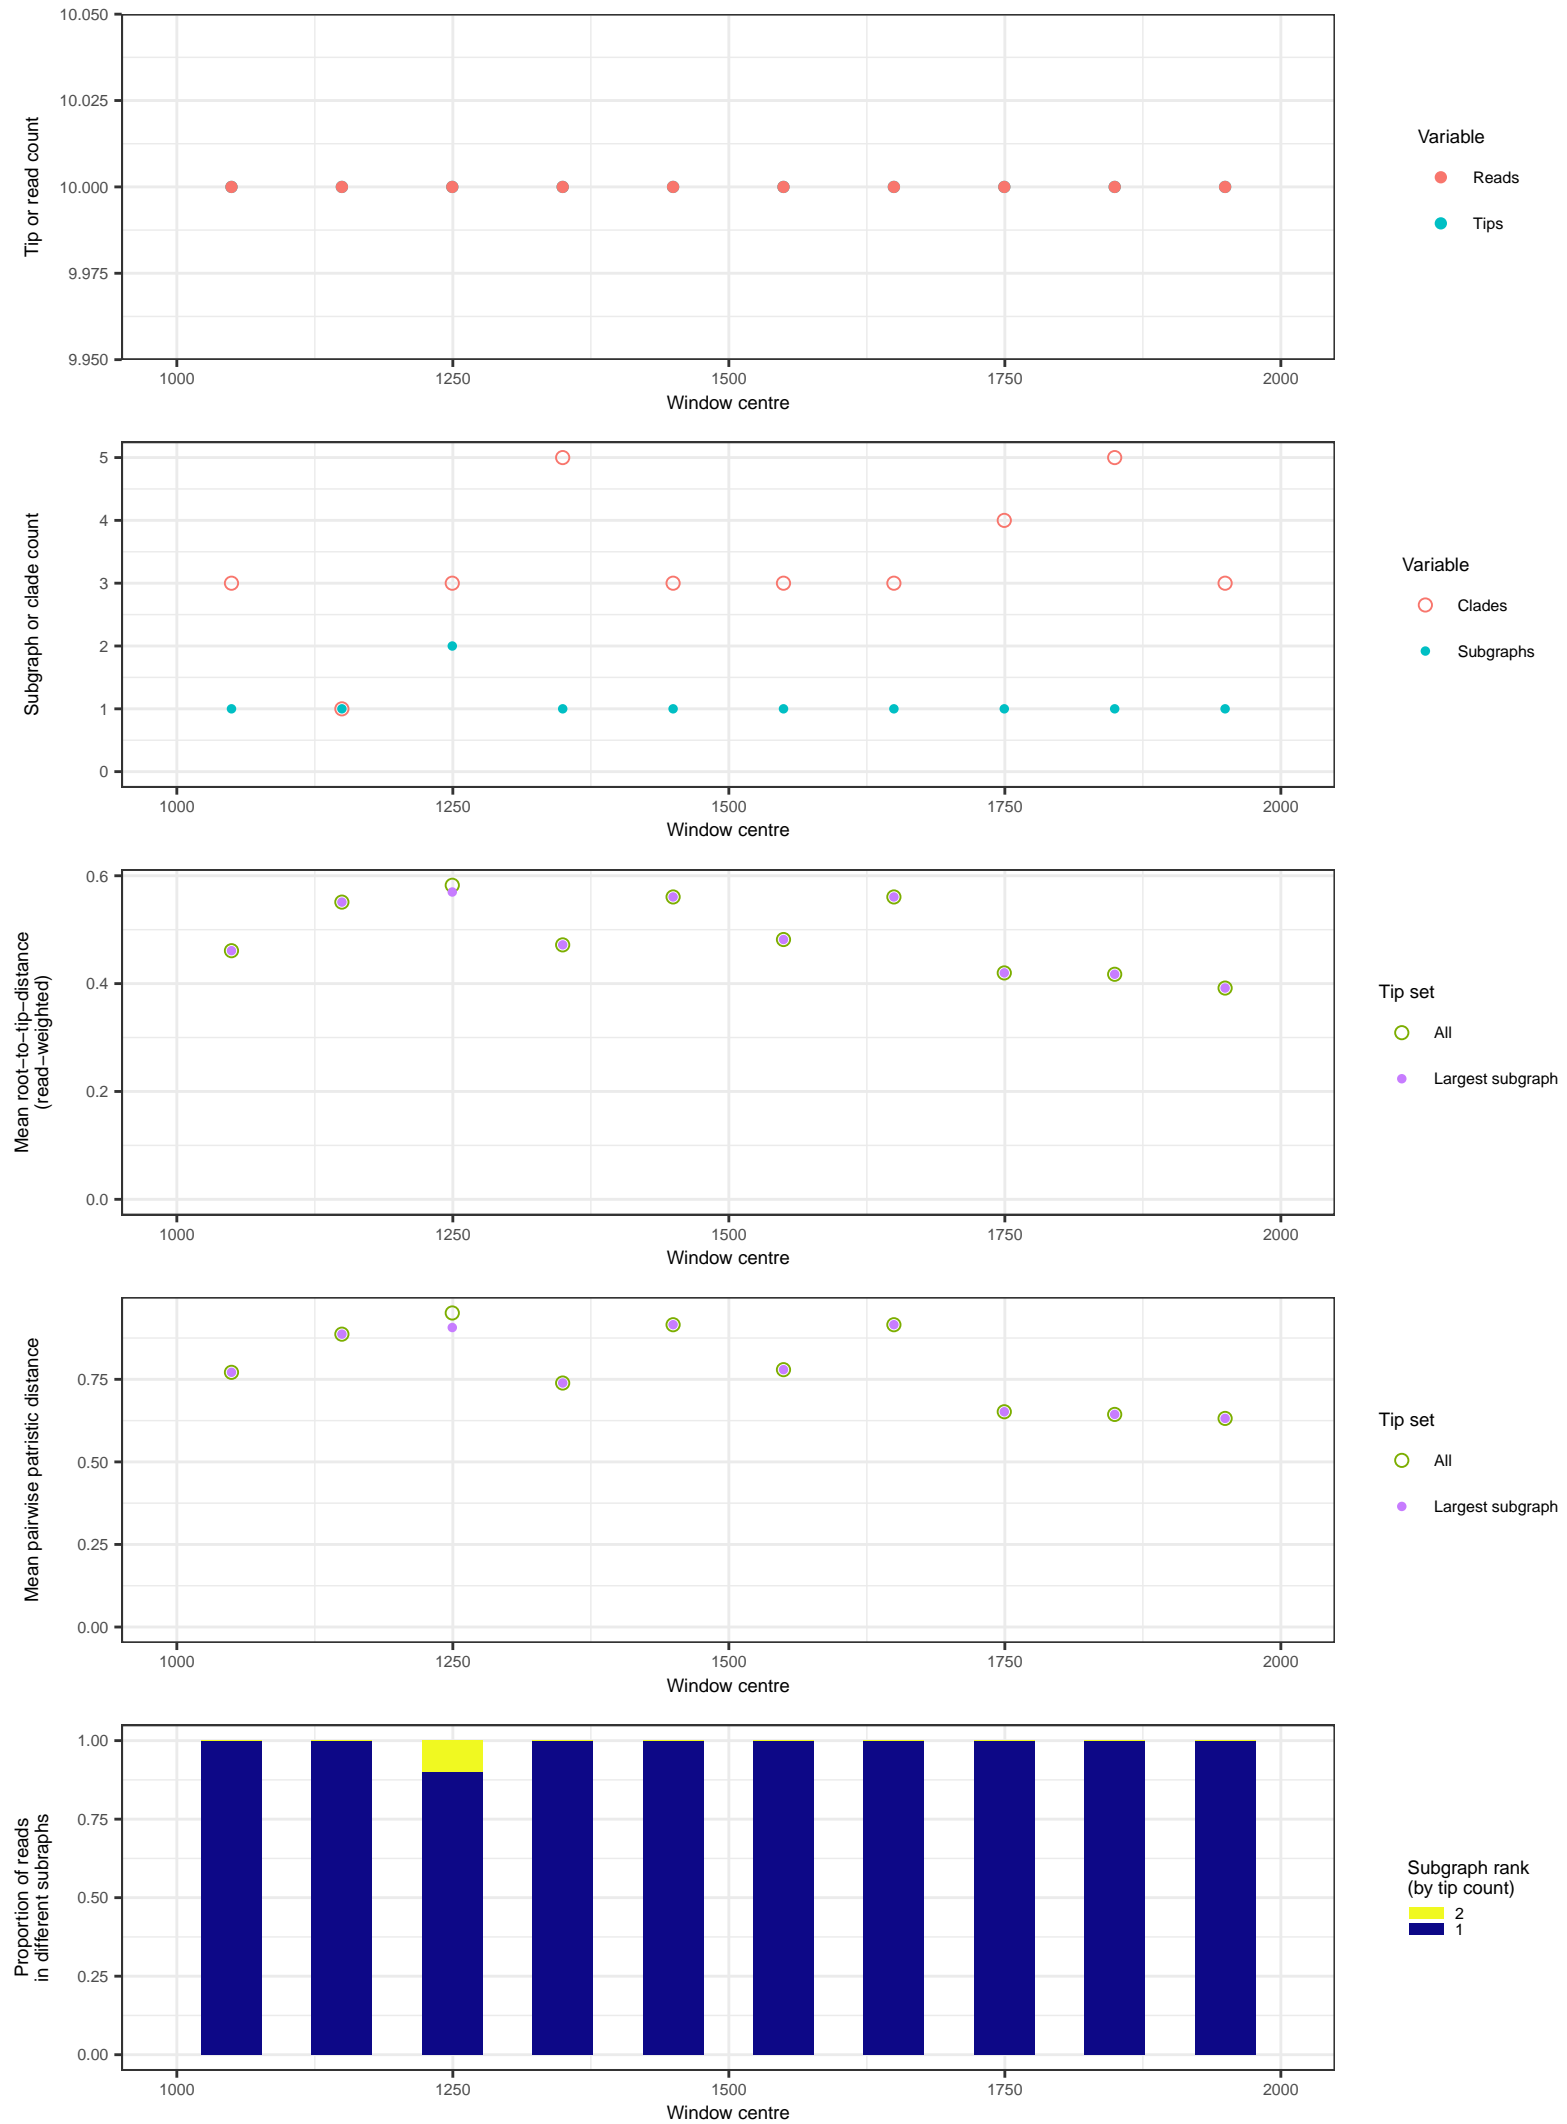 10.050
10.025
10.000
9.975
9.950
Tip or read count
1000 1250 1500 1750 2000
Window centre
Variable
Reads
Tips
5
4
3
2
1
0
Subgraph or clade count
1000 1250 1500 1750 2000
Window centre
Variable
Clades
Subgraphs
0.6
0.4
0.2
0.0
Mean root−to−tip−distance
(read−weighted)
1000 1250 1500 1750 2000
Window centre
Tip set
All
Largest subgraph
0.75
0.50
0.25
0.00
Mean pairwise patristic distance
1000 1250 1500 1750 2000
Window centre
Tip set
All
Largest subgraph
1.00
0.75
0.50
0.25
0.00
Proportion of reads
in different subraphs
1000 1250 1500 1750 2000
Window centre
Subgraph rank
(by tip count)
2
1